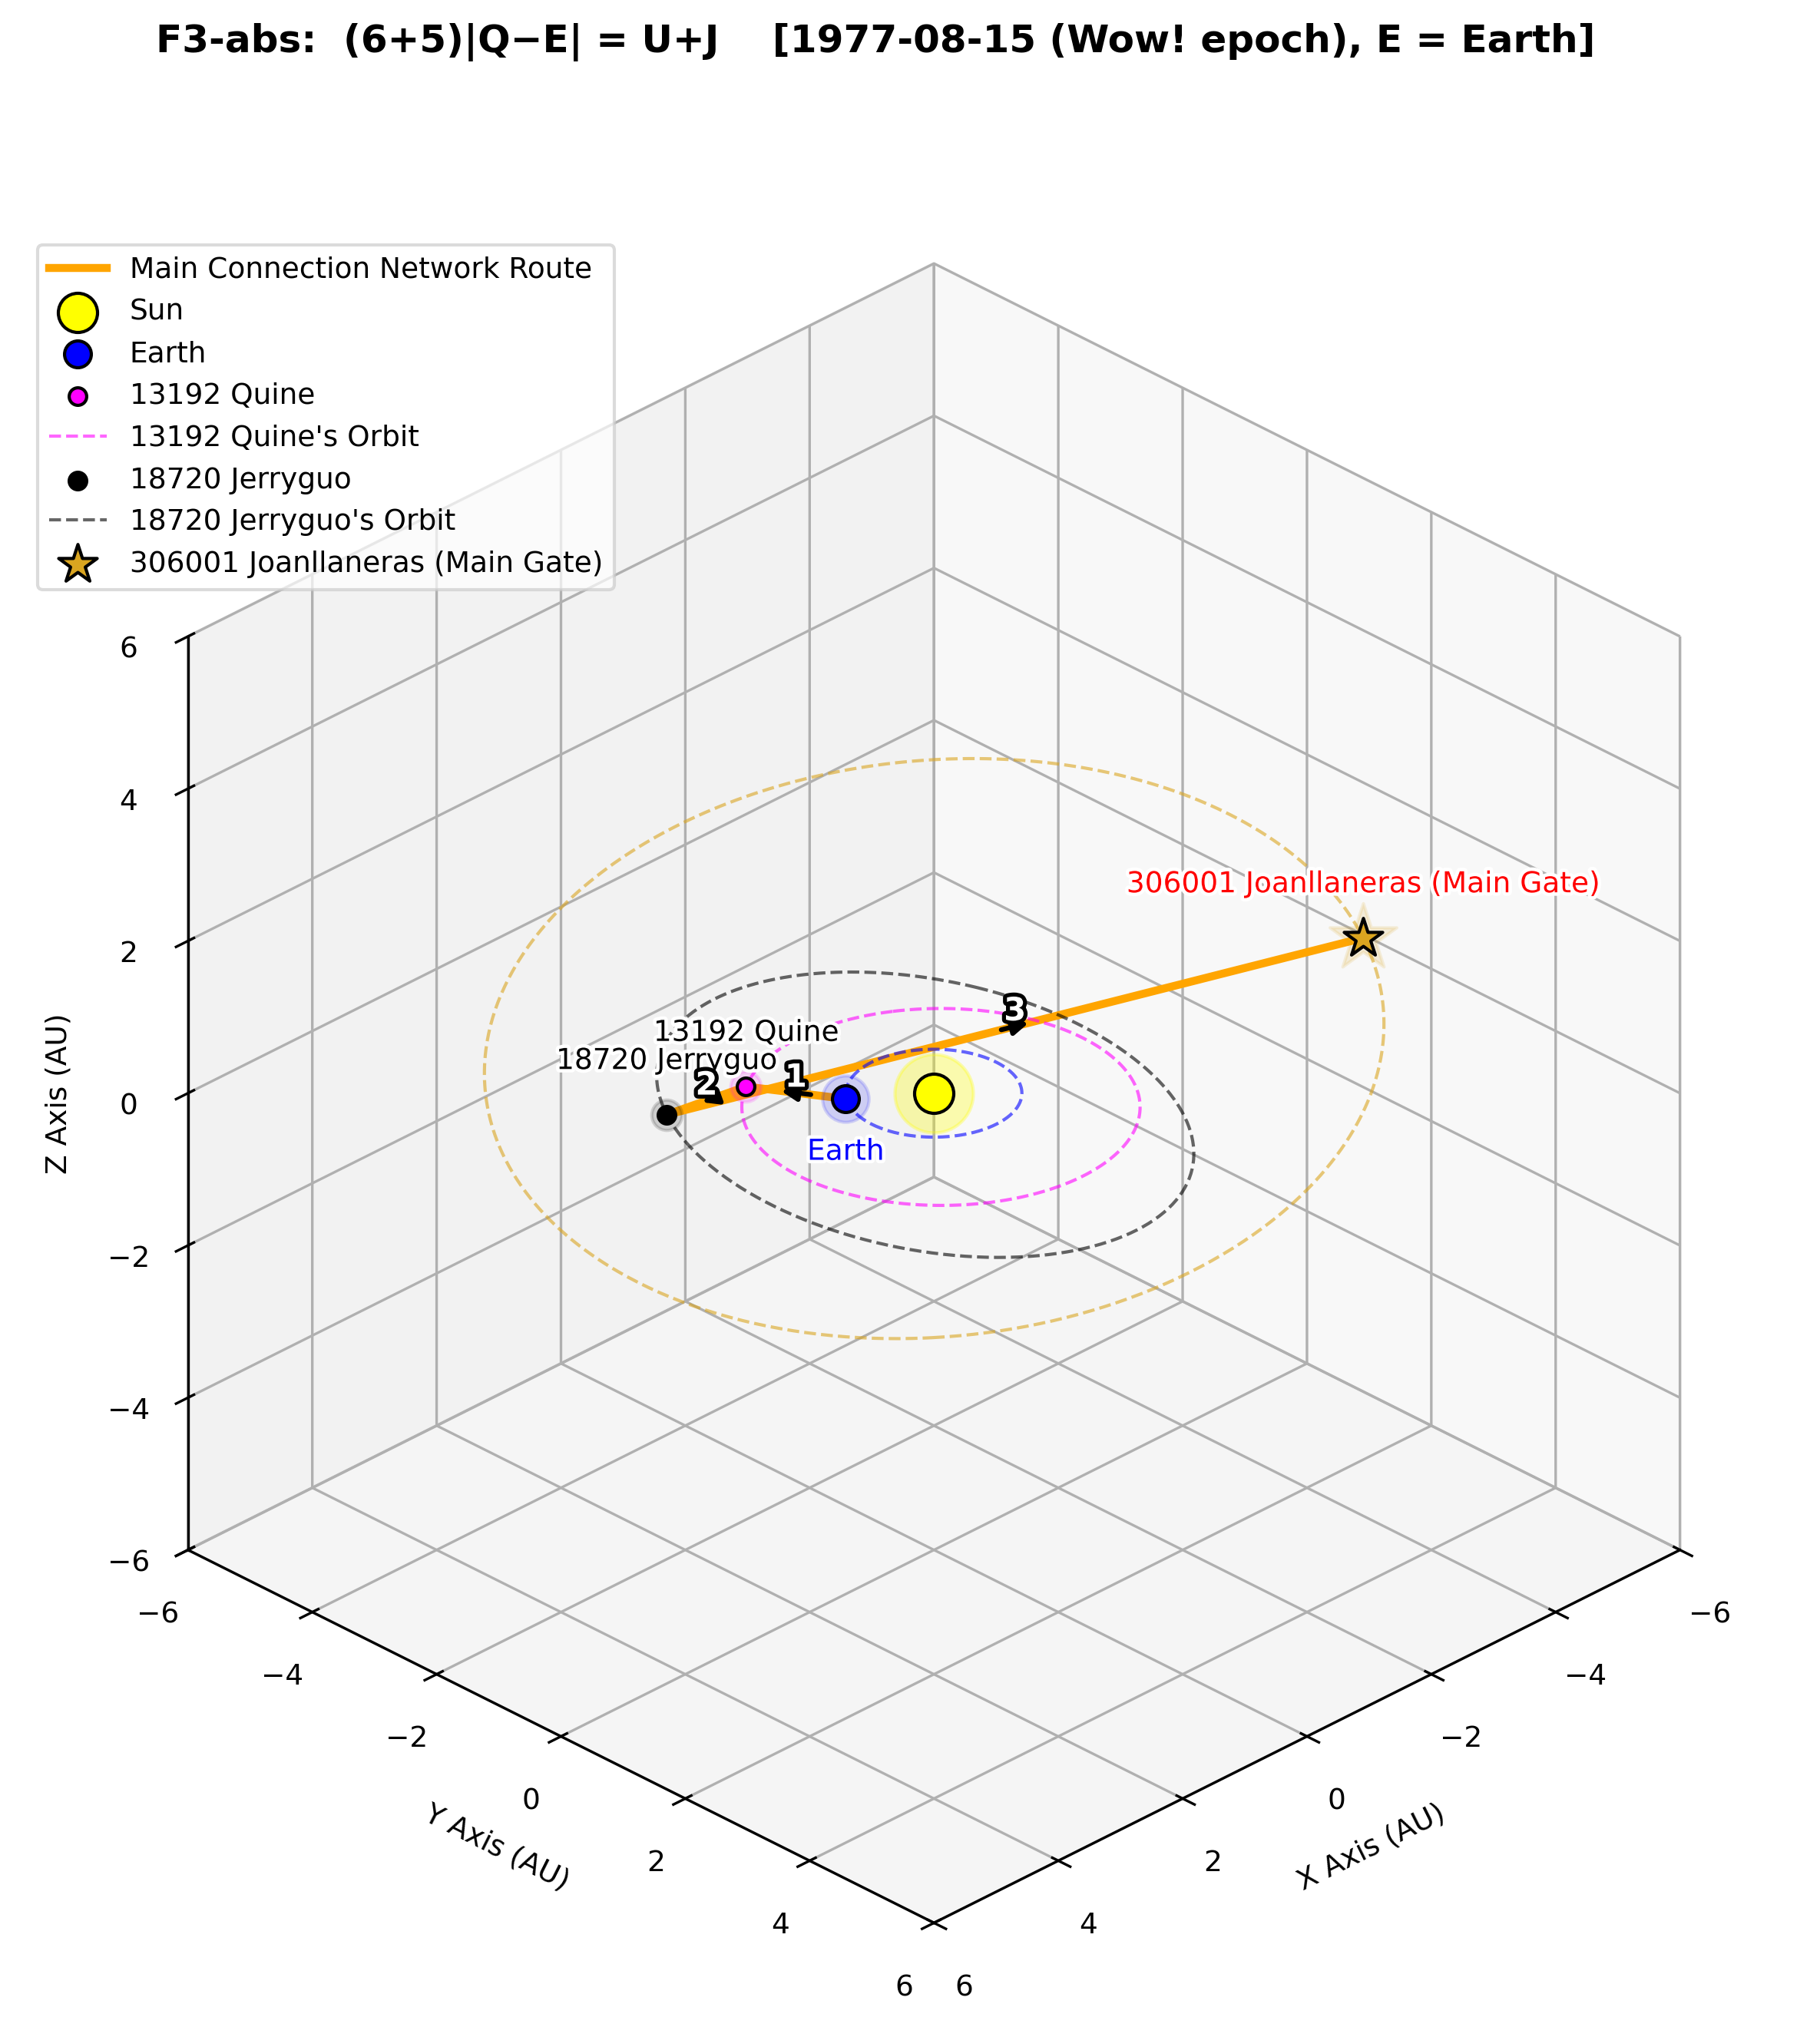 F3-abs:  (6+5)|Q−E| = U+J    [1977-08-15 (Wow! epoch), E = Earth]
Main Connection Network Route
Sun
Earth
13192 Quine
13192 Quine's Orbit
18720 Jerryguo
18720 Jerryguo's Orbit
306001 Joanllaneras (Main Gate)
306001 Joanllaneras (Main Gate)
13192 Quine
18720 Jerryguo
1
2
3
Earth
Z Axis (AU)
6
4
2
0
−2
−4
−6
Y Axis (AU)
−6
−4
−2
0
2
4
6
X Axis (AU)
6
4
2
0
−2
−4
−6